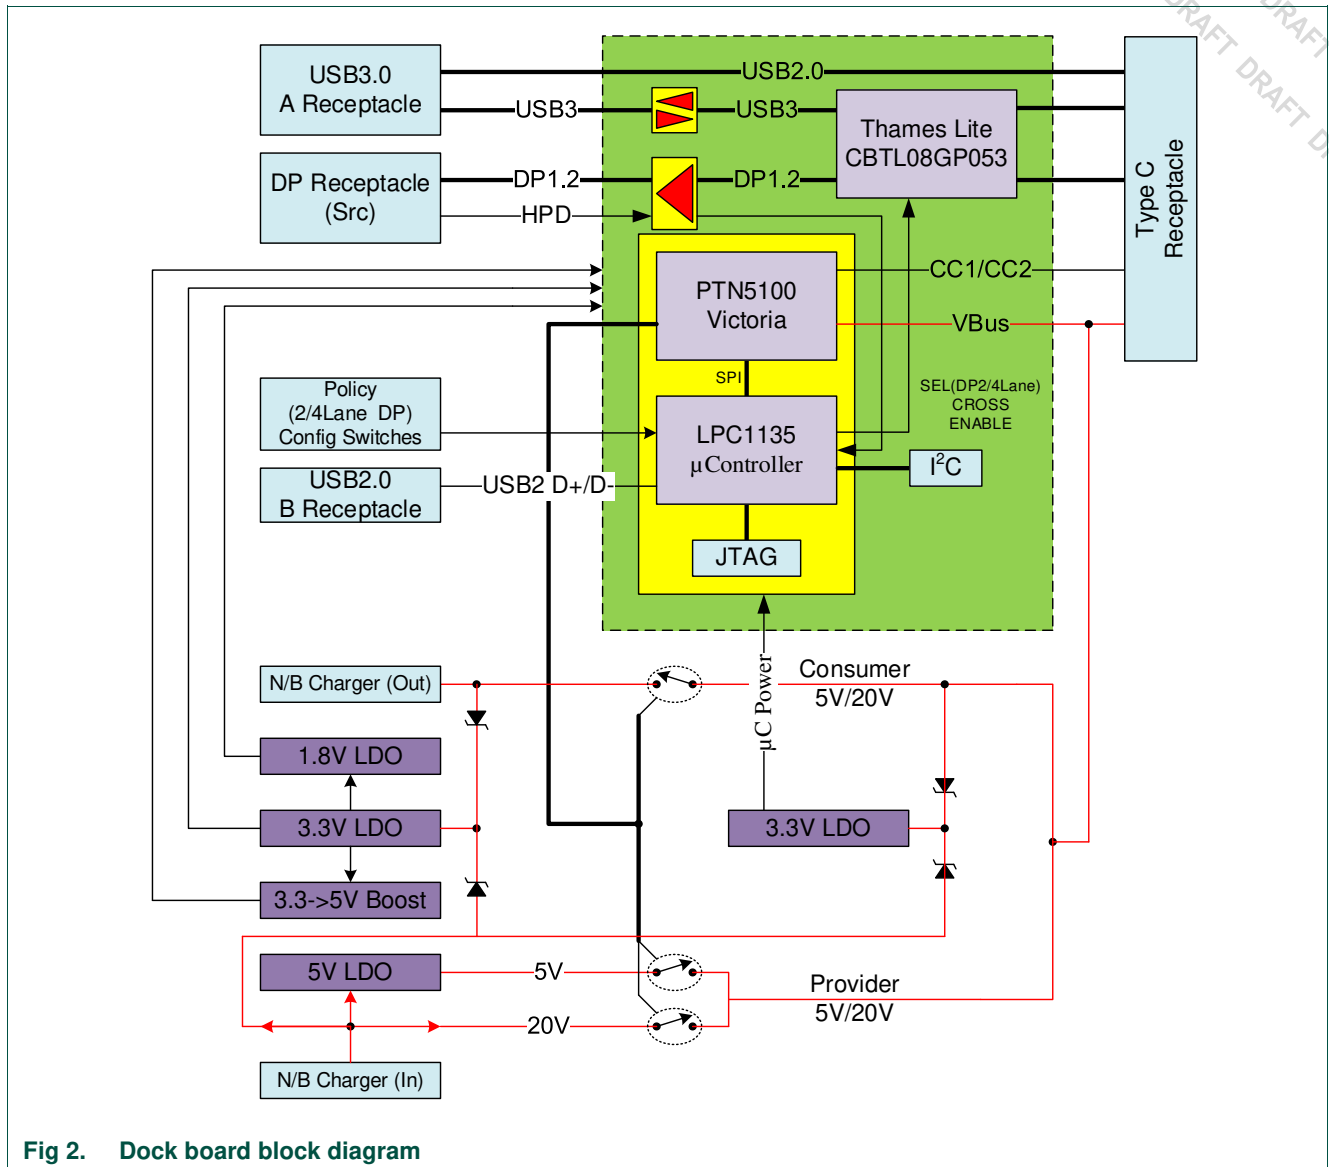 DRAFT DRAFT
DRAFT DRAFT
USB3.0
A Receptacle
USB2.0
USB3
USB3
Thames Lite
CBTL08GP053
Type C
Receptacle
DP Receptacle
(Src)
DP1.2
DP1.2
HPD
PTN5100
Victoria
CC1/CC2
VBus
SPI
Policy
(2/4Lane DP)
Config Switches
LPC1135
µController
SEL(DP2/4Lane)
CROSS
ENABLE
I²C
USB2.0
B Receptacle
USB2 D+/D-
JTAG
µC Power
N/B Charger (Out)
Consumer
5V/20V
1.8V LDO
3.3V LDO
3.3V LDO
3.3->5V Boost
5V LDO
5V
Provider
5V/20V
20V
N/B Charger (In)
Fig 2. Dock board block diagram